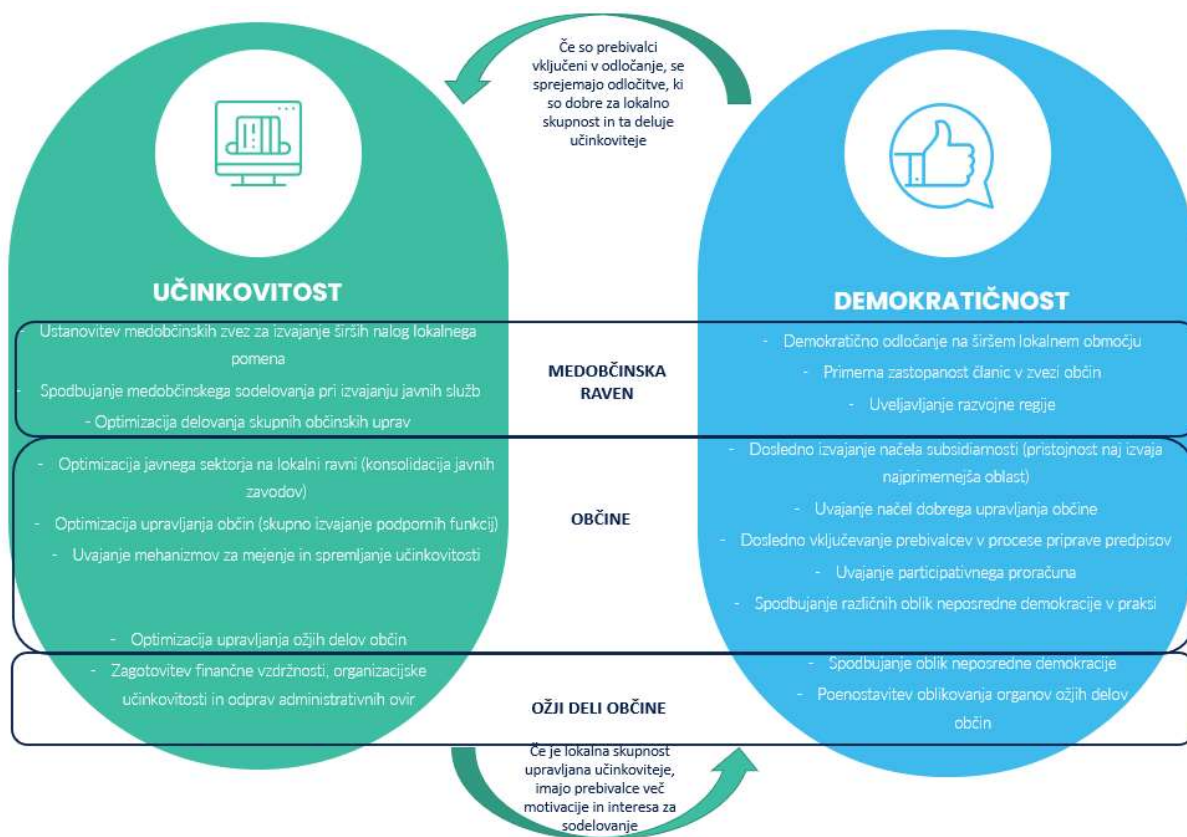 Če so prebivalci
vključeni v odločanje, se
sprejemajo odločitve, ki
so dobre za lokalno
skupnost in ta deluje
učinkoviteje
UČINKOVITOST
- Ustanovitev medobčinskih zvez za izvajanje širših nalog lokalnega
pomena
- Spodbujanje medobčinskega sodelovanja pri izvajanju javnih služb
- Optimizacija delovanja skupnih občinskih uprav
- Optimizacija javnega sektorja na lokalni ravni (konsolidacija javnih
zavodov)
- Optimizacija upravljanja občin (skupno izvajanje podpornih funkcij)
- Uvajanje mehanizmov za mejenje in spremljanje učinkovitosti
- Optimizacija upravljanja ožjih delov občin
- Zagotovitev finančne vzdržnosti, organizacijske
učinkovitosti in odprav administrativnih ovir
MEDOBČINSKA
RAVEN
OBČINE
OŽJI DELI OBČINE
DEMOKRATIČNOST
- Demokratično odločanje na širšem lokalnem območju
- Primerna zastopanost članic v zvezi občin
- Uveljavljanje razvojne regije
- Dosledno izvajanje načela subsidiarnosti (pristojnost naj izvaja
najprimernejša oblast)
- Uvajanje načel dobrega upravljanja občine
- Dosledno vključevanje prebivalcev v procese priprave predpisov
- Uvajanje participativnega proračuna
- Spodbujanje različnih oblik neposredne demokracije v praksi
- Spodbujanje oblik neposredne demokracije
- Poenostavitev oblikovanja organov ožjih delov
občin
Če je lokalna skupnost
upravljana učinkoviteje,
imajo prebivalce več
motivacije in interesa za
sodelovanje